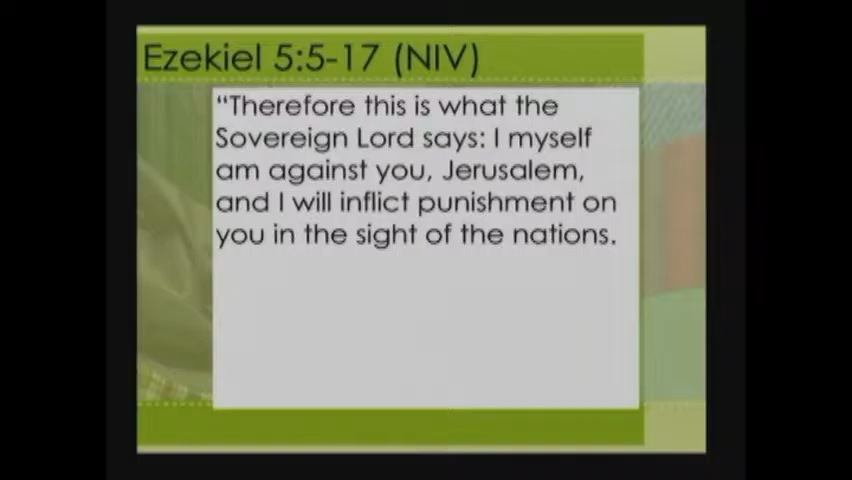 Ezekiel 5:5-17 (NIV)
“Therefore this is what the
Sovereign Lord says: I myself
am against you, Jerusalem,
and I will inflict punishment on
you in the sight of the nations.